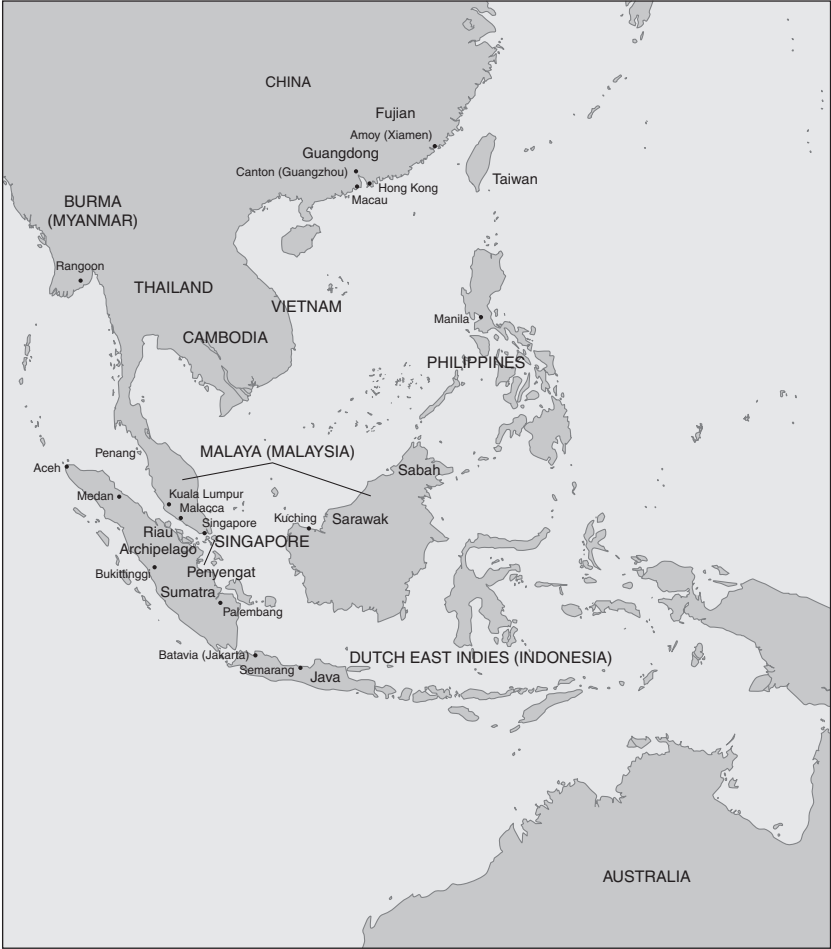 CHINA
Fujian
Amoy (Xiamen)
Guangdong
Canton (Guangzhou)
Hong Kong
Macau
Taiwan
BURMA
(MYANMAR)
Rangoon
THAILAND
VIETNAM
Manila
CAMBODIA
PHILIPPINES
Penang
MALAYA (MALAYSIA)
Aceh
Sabah
Medan
Kuala Lumpur
Malacca
Singapore
Kuching
Sarawak
Riau
Archipelago
SINGAPORE
Bukittinggi
Penyengat
Sumatra
Palembang
Batavia (Jakarta)
DUTCH EAST INDIES (INDONESIA)
Semarang
Java
AUSTRALIA